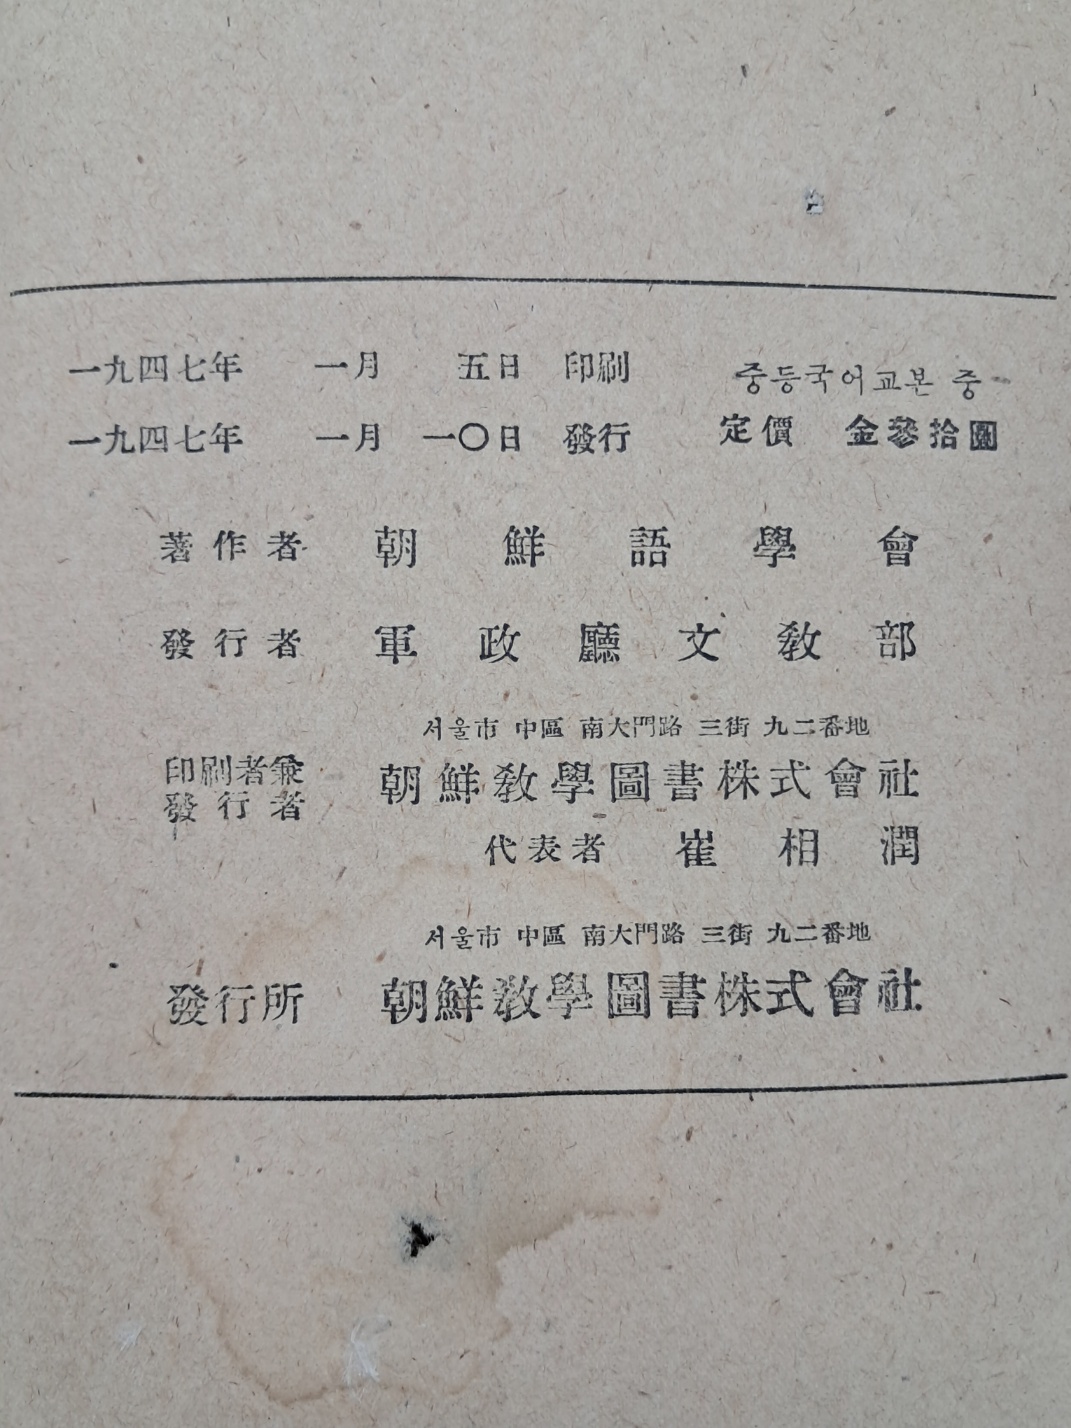 一九四七年 一月 五日 印刷 중등국어교본 중
一九四七年 一月 一〇日 發行 定價 金參拾圓
著作者 朝鮮語學會
發行者 軍政廳文敎部
서울市 中區 南大門路 三街 九二番地
印刷者兼
發行者 朝鮮敎學圖書株式會社
代表者 崔相潤
서울市 中區 南大門路 三街 九二番地
發行所 朝鮮敎學圖書株式會社